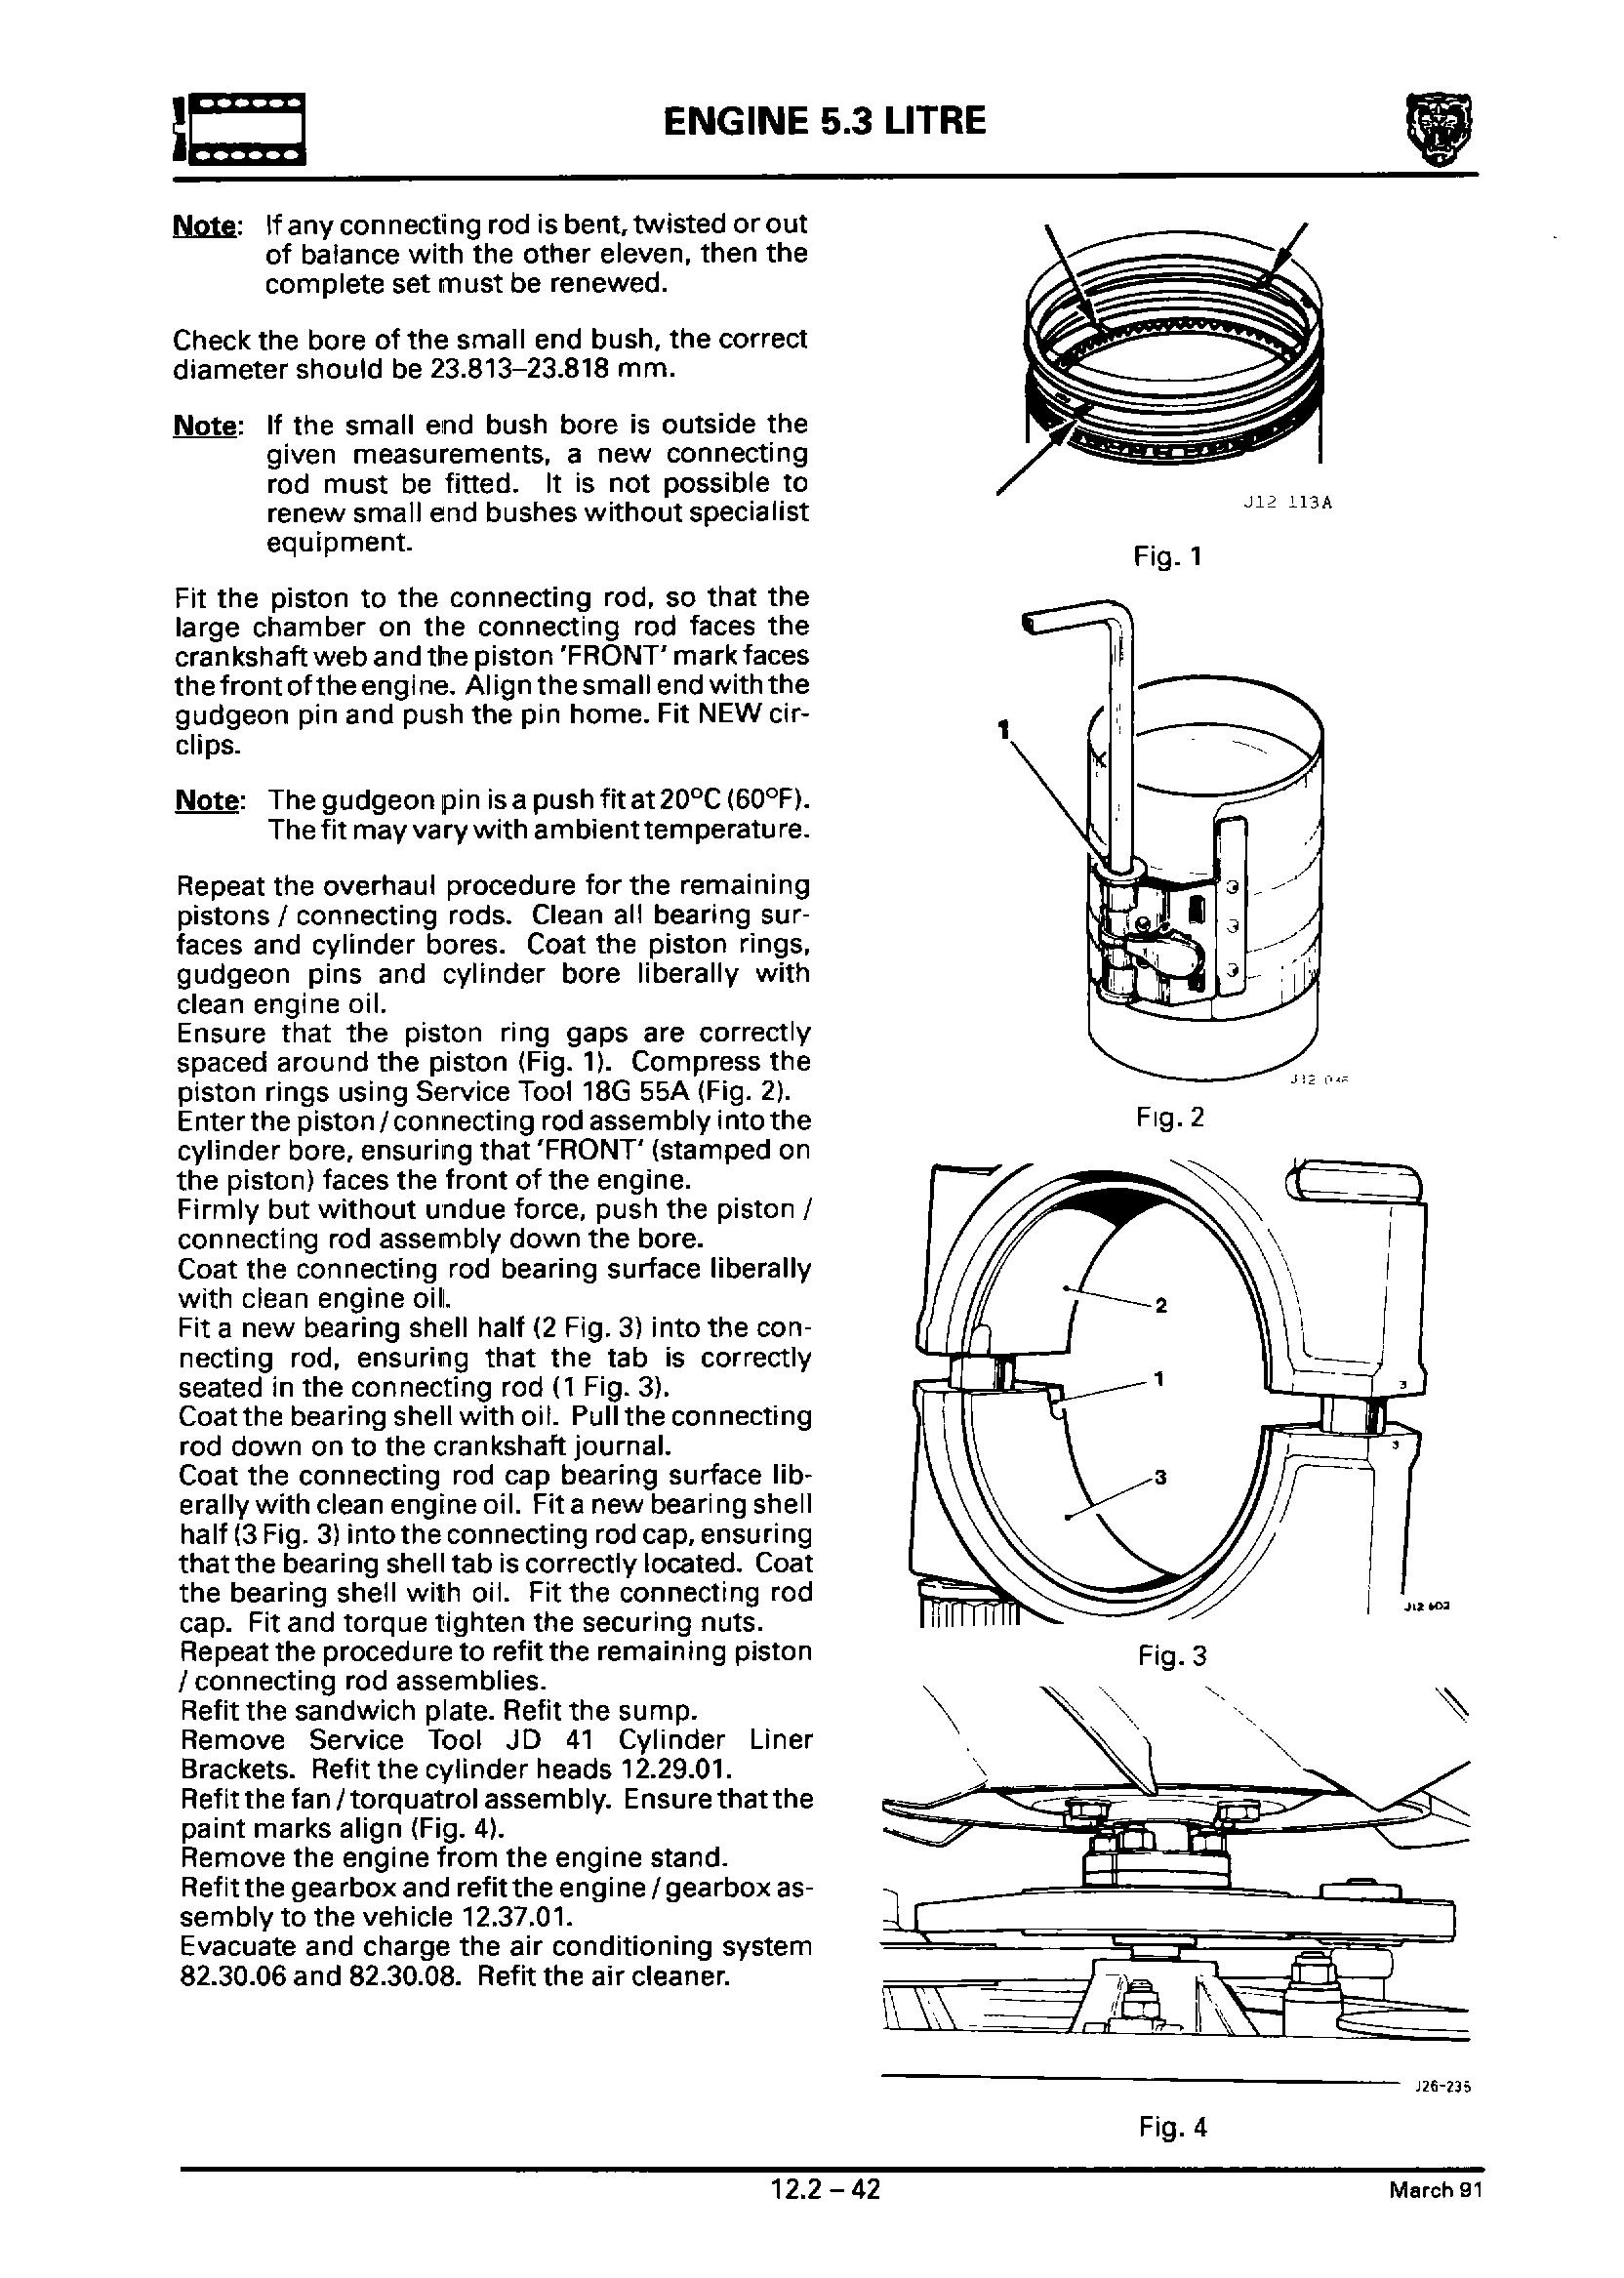 ENGINE 5.3 LITRE
Note: If any connecting rod is bent, twisted or out
of balance with the other eleven, then the
complete set must be renewed.
Check the bore of the small end bush, the correct
diameter should be 23.813–23.818 mm.
Note: If the small end bush bore is outside the
given measurements, a new connecting
rod must be fitted. It is not possible to
renew small end bushes without specialist
equipment.
Fit the piston to the connecting rod, so that the
large chamber on the connecting rod faces the
crankshaft web and the piston 'FRONT' mark faces
the front of the engine. Align the small end with the
gudgeon pin and push the pin home. Fit NEW cir-
clips.
Note: The gudgeon pin is a push fit at 20°C (60°F).
The fit may vary with ambient temperature.
Repeat the overhaul procedure for the remaining
pistons / connecting rods. Clean all bearing sur-
faces and cylinder bores. Coat the piston rings,
gudgeon pins and cylinder bore liberally with
clean engine oil.
Ensure that the piston ring gaps are correctly
spaced around the piston (Fig. 1). Compress the
piston rings using Service Tool 18G 55A (Fig. 2).
Enter the piston / connecting rod assembly into the
cylinder bore, ensuring that 'FRONT' (stamped on
the piston) faces the front of the engine.
Firmly but without undue force, push the piston /
connecting rod assembly down the bore.
Coat the connecting rod bearing surface liberally
with clean engine oil.
Fit a new bearing shell half (2 Fig. 3) into the con-
necting rod, ensuring that the tab is correctly
seated in the connecting rod (1 Fig. 3).
Coat the bearing shell with oil. Pull the connecting
rod down on to the crankshaft journal.
Coat the connecting rod cap bearing surface lib-
erally with clean engine oil. Fit a new bearing shell
half (3 Fig. 3) into the connecting rod cap, ensuring
that the bearing shell tab is correctly located. Coat
the bearing shell with oil. Fit the connecting rod
cap. Fit and torque tighten the securing nuts.
Repeat the procedure to refit the remaining piston
/ connecting rod assemblies.
Refit the sandwich plate. Refit the sump.
Remove Service Tool JD 41 Cylinder Liner
Brackets. Refit the cylinder heads 12.29.01.
Refit the fan / torquatrol assembly. Ensure that the
paint marks align (Fig. 4).
Remove the engine from the engine stand.
Refit the gearbox and refit the engine / gearbox as-
sembly to the vehicle 12.37.01.
Evacuate and charge the air conditioning system
82.30.06 and 82.30.08. Refit the air cleaner.
J12 113A
Fig. 1
1
J12
Fig. 2
2
1
3
3
3
J12 602
Fig. 3
J26-235
Fig. 4
12.2 – 42
March 91